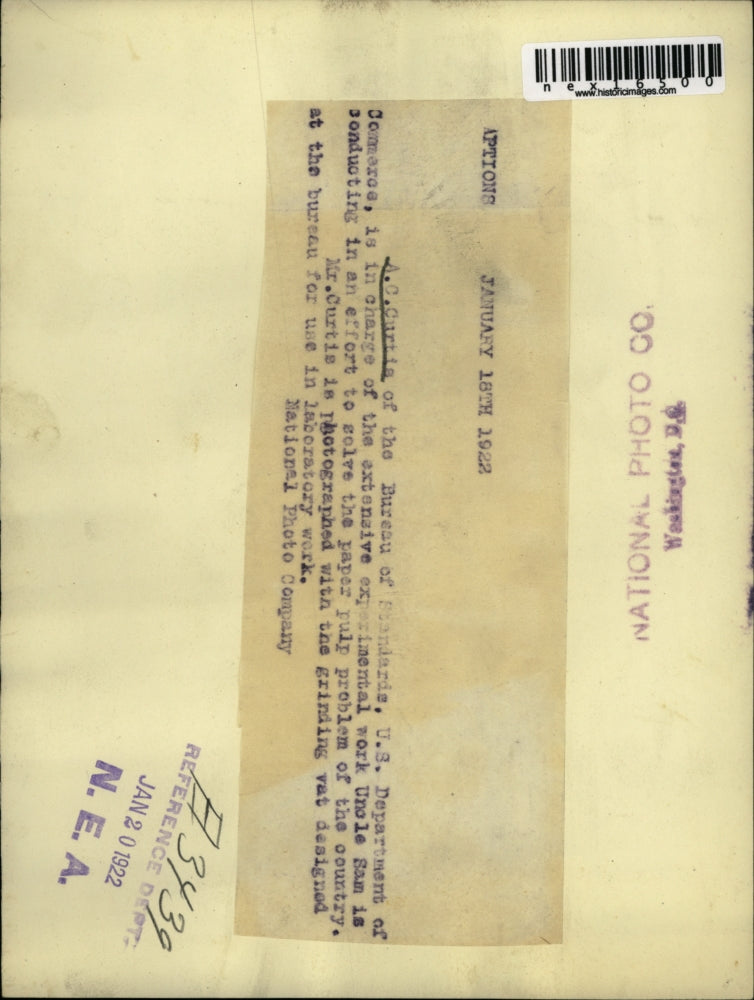 nex16500
www.historicimages.com
NATIONAL PHOTO CO.
Washington, D.C.
APTIONS JANUARY 18TH 1922
A.C.Curtis of the Bureau of Standards, U.S. Department of
Commerce, is in charge of the extensive experimental work Uncle Sam is
conducting in an effort to solve the paper pulp problem of the country.
Mr.Curtis is photographed with the grinding vat designed
at the bureau for use in laboratory work.
National Photo Company
REFERENCE DEPT.
JAN 20 1922
N. E. A.